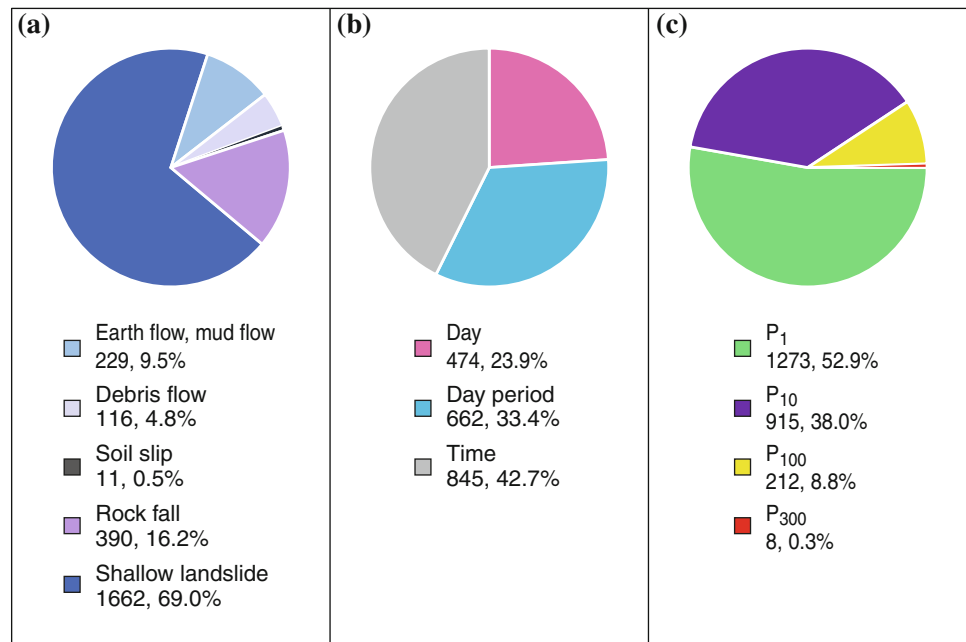 (a)
Earth flow, mud flow
229, 9.5%
Debris flow
116, 4.8%
Soil slip
11, 0.5%
Rock fall
390, 16.2%
Shallow landslide
1662, 69.0%
(b)
Day
474, 23.9%
Day period
662, 33.4%
Time
845, 42.7%
(c)
P1
1273, 52.9%
P10
915, 38.0%
P100
212, 8.8%
P300
8, 0.3%